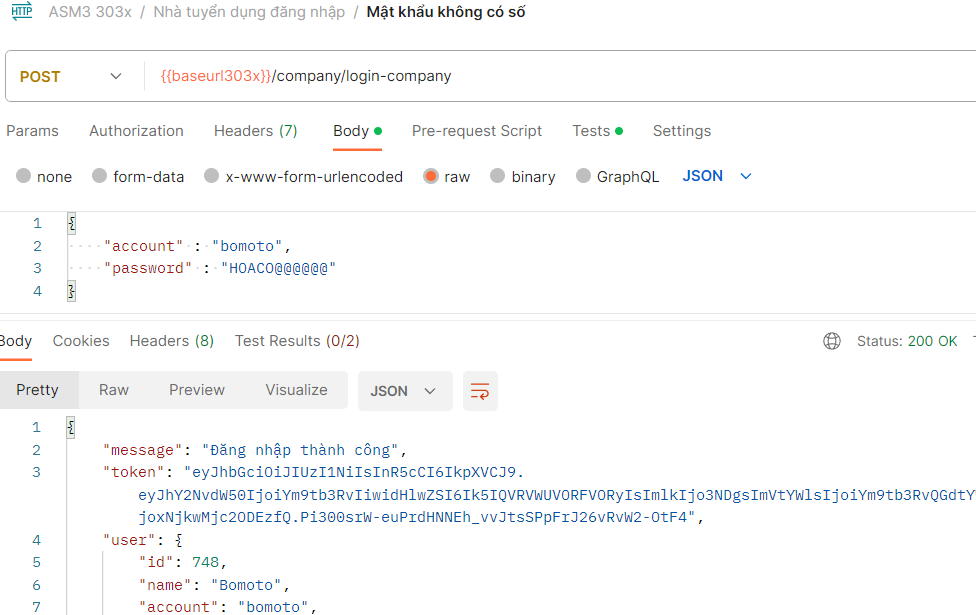 HTTP ASM3 303x / Nhà tuyển dụng đăng nhập / Mật khẩu không có số
POST {{baseurl303x}}/company/login-company
Params Authorization Headers (7) Body Pre-request Script Tests Settings
none form-data x-www-form-urlencoded raw binary GraphQL JSON
1 {
2 "account" : "bomoto",
3 "password" : "HOACO@@@@@@"
4 }
Body Cookies Headers (8) Test Results (0/2) Status: 200 OK
Pretty Raw Preview Visualize JSON
1 {
2 "message": "Đăng nhập thành công",
3 "token": "eyJhbGciOiJIUzI1NiIsInR5cCI6IkpXVCJ9.
eyJhY2NvdW50IjoiYm9tb3RvIiwidHlwZSI6Ik5IQVRVWUVORFVORyIsImlkIjo3NDgsImVtYWlsIjoiYm9tb3RvQGdtY
joxNjkwMjc2ODEzfQ.Pi300srW-euPrdHNNEh_vvJtsSPpFrJ26vRvW2-OtF4",
4 "user": {
5 "id": 748,
6 "name": "Bomoto",
7 "account": "bomoto",